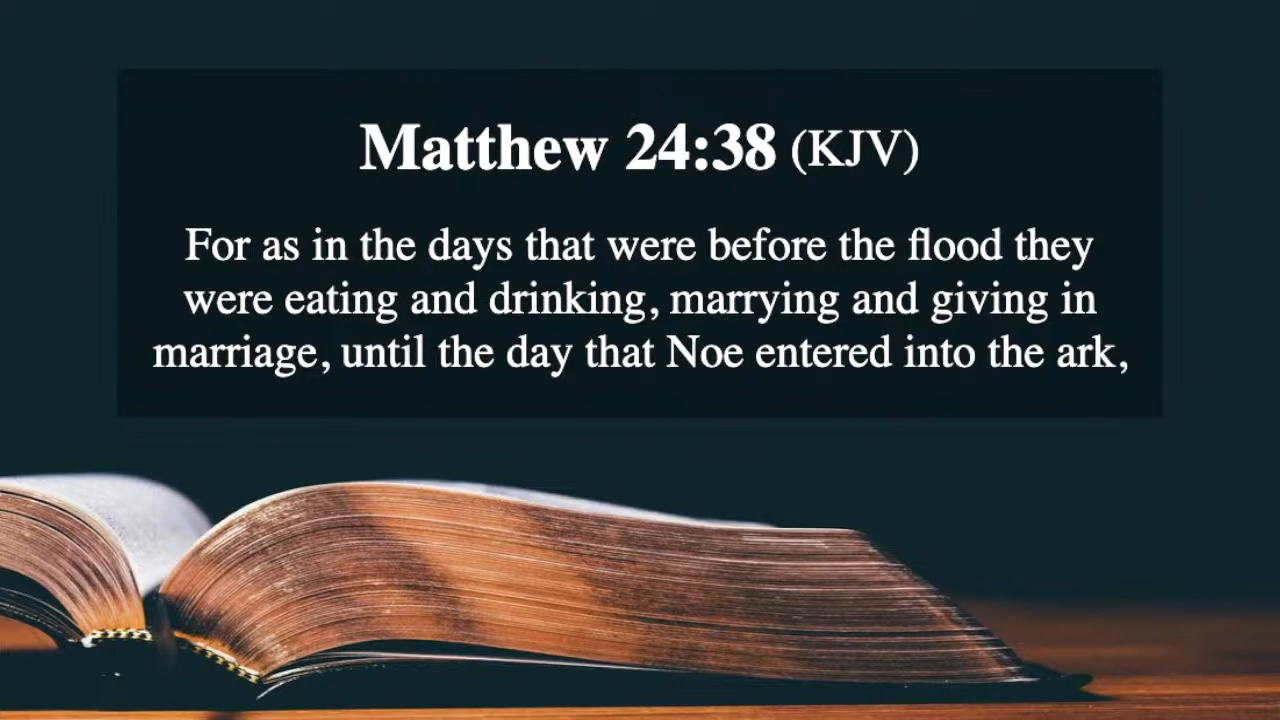 Matthew 24:38 (KJV)
For as in the days that were before the flood they
were eating and drinking, marrying and giving in
marriage, until the day that Noe entered into the ark,